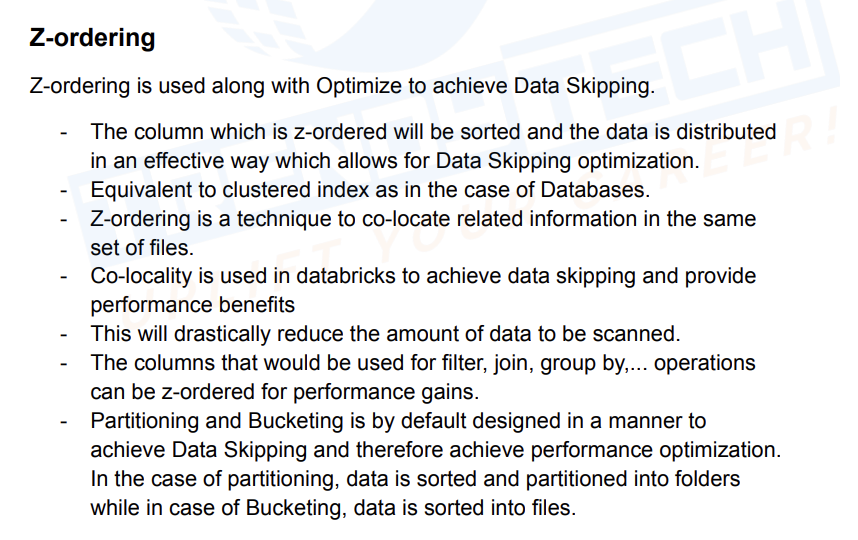 Z-ordering
Z-ordering is used along with Optimize to achieve Data Skipping.
- The column which is z-ordered will be sorted and the data is distributed
in an effective way which allows for Data Skipping optimization.
- Equivalent to clustered index as in the case of Databases.
- Z-ordering is a technique to co-locate related information in the same
set of files.
- Co-locality is used in databricks to achieve data skipping and provide
performance benefits
- This will drastically reduce the amount of data to be scanned.
- The columns that would be used for filter, join, group by,... operations
can be z-ordered for performance gains.
- Partitioning and Bucketing is by default designed in a manner to
achieve Data Skipping and therefore achieve performance optimization.
In the case of partitioning, data is sorted and partitioned into folders
while in case of Bucketing, data is sorted into files.